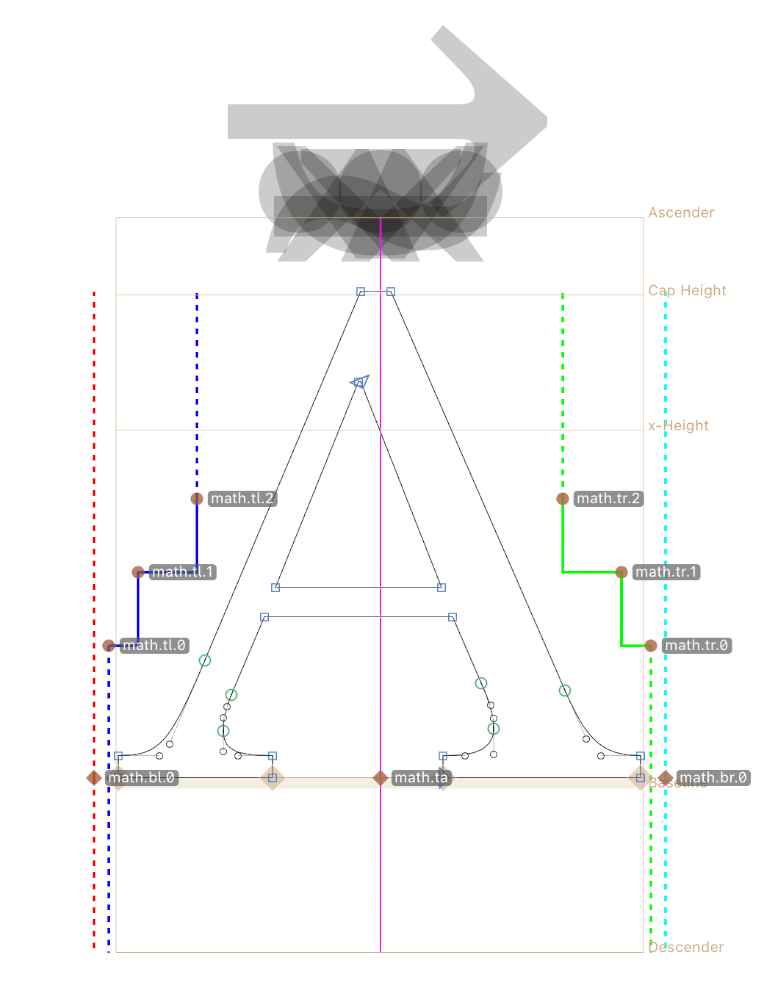 Ascender
Cap Height
x-Height
math.tl.2
math.tr.2
math.tl.1
math.tr.1
math.tl.0
math.tr.0
math.bl.0
math.ta
math.br.0
Baseline
Descender